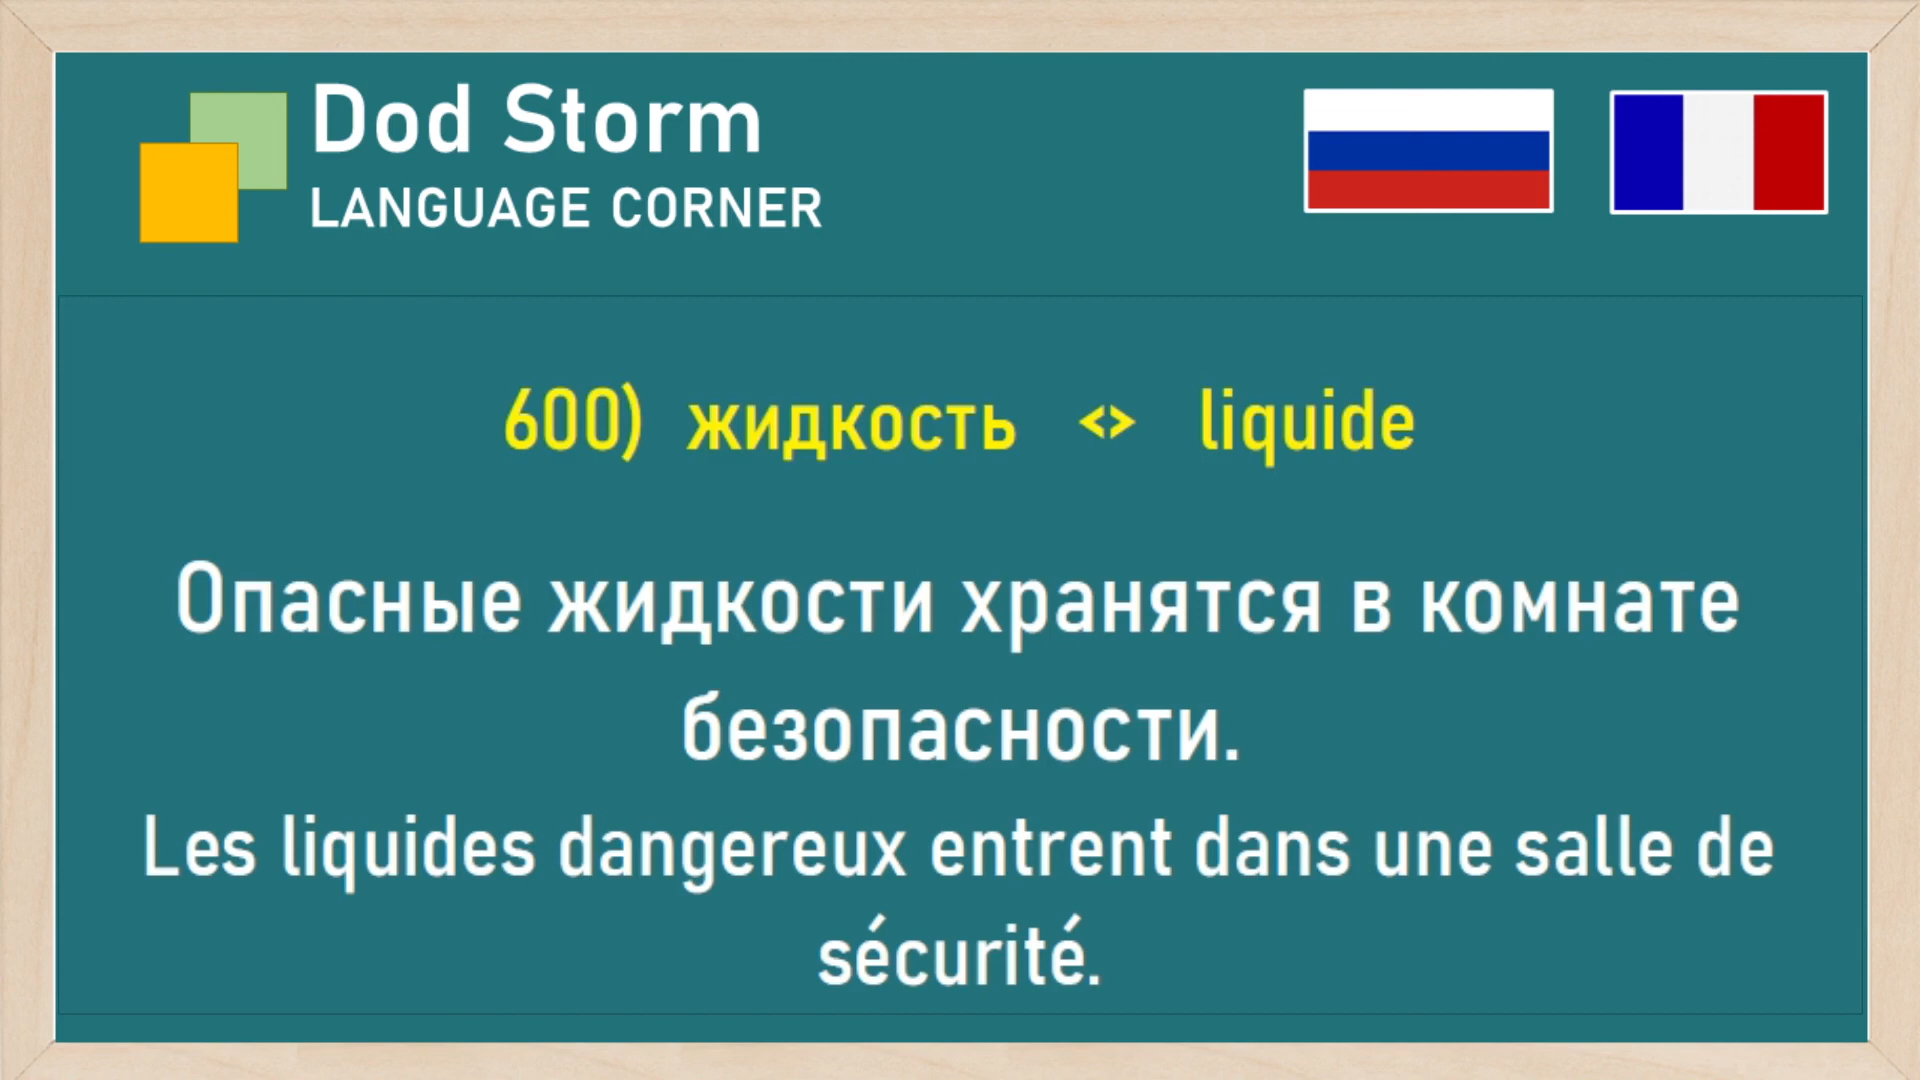 Dod Storm
LANGUAGE CORNER
600) жидкость <> liquide
Опасные жидкости хранятся в комнате
безопасности.
Les liquides dangereux entrent dans une salle de
sécurité.